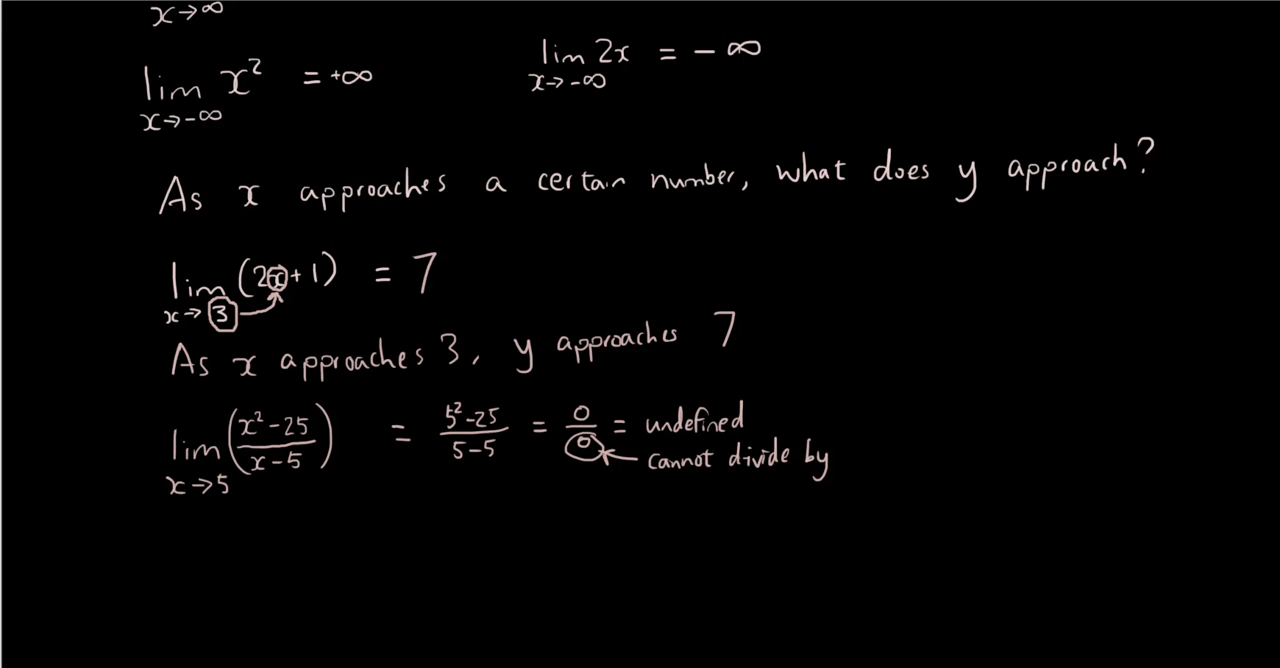 x→∞
lim x² = +∞
x→-∞
lim 2x = - ∞
x→-∞
As x approaches a certain number, what does y approach?
lim (2x+1) = 7
x→3
As x approaches 3, y approaches 7
lim (x²-25 / x-5) = 5²-25 / 5-5 = 0/0 = undefined
x→5
cannot divide by